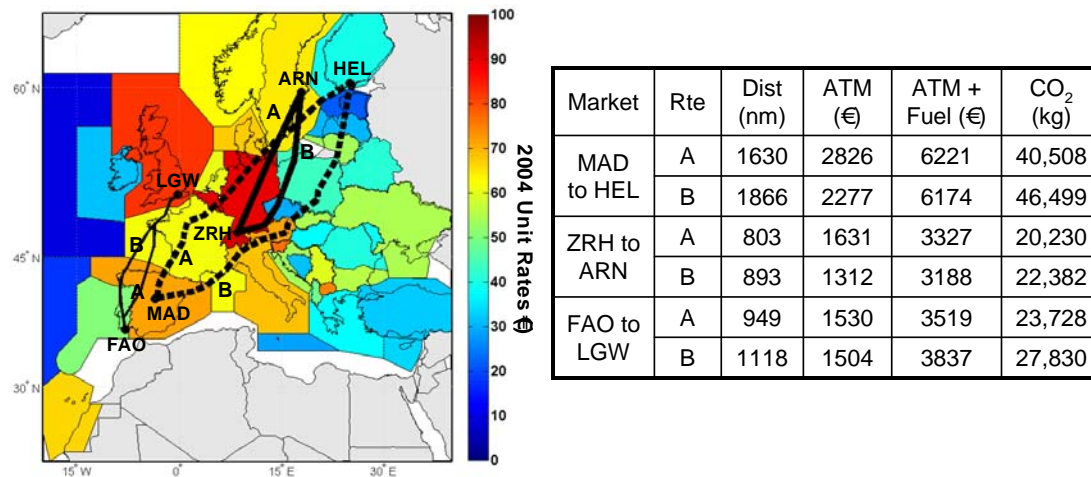 60° N
45° N
30° N
15° W
0°
15° E
30° E
ARN
HEL
A
B
LGW
ZRH
B
A
A
B
MAD
FAO
100
90
80
70
60
50
40
30
20
10
0
2004 Unit Rates (€)
Market Rte Dist (nm) ATM (€) ATM + Fuel (€) CO₂ (kg)
MAD to HEL A 1630 2826 6221 40,508
B 1866 2277 6174 46,499
ZRH to ARN A 803 1631 3327 20,230
B 893 1312 3188 22,382
FAO to LGW A 949 1530 3519 23,728
B 1118 1504 3837 27,830